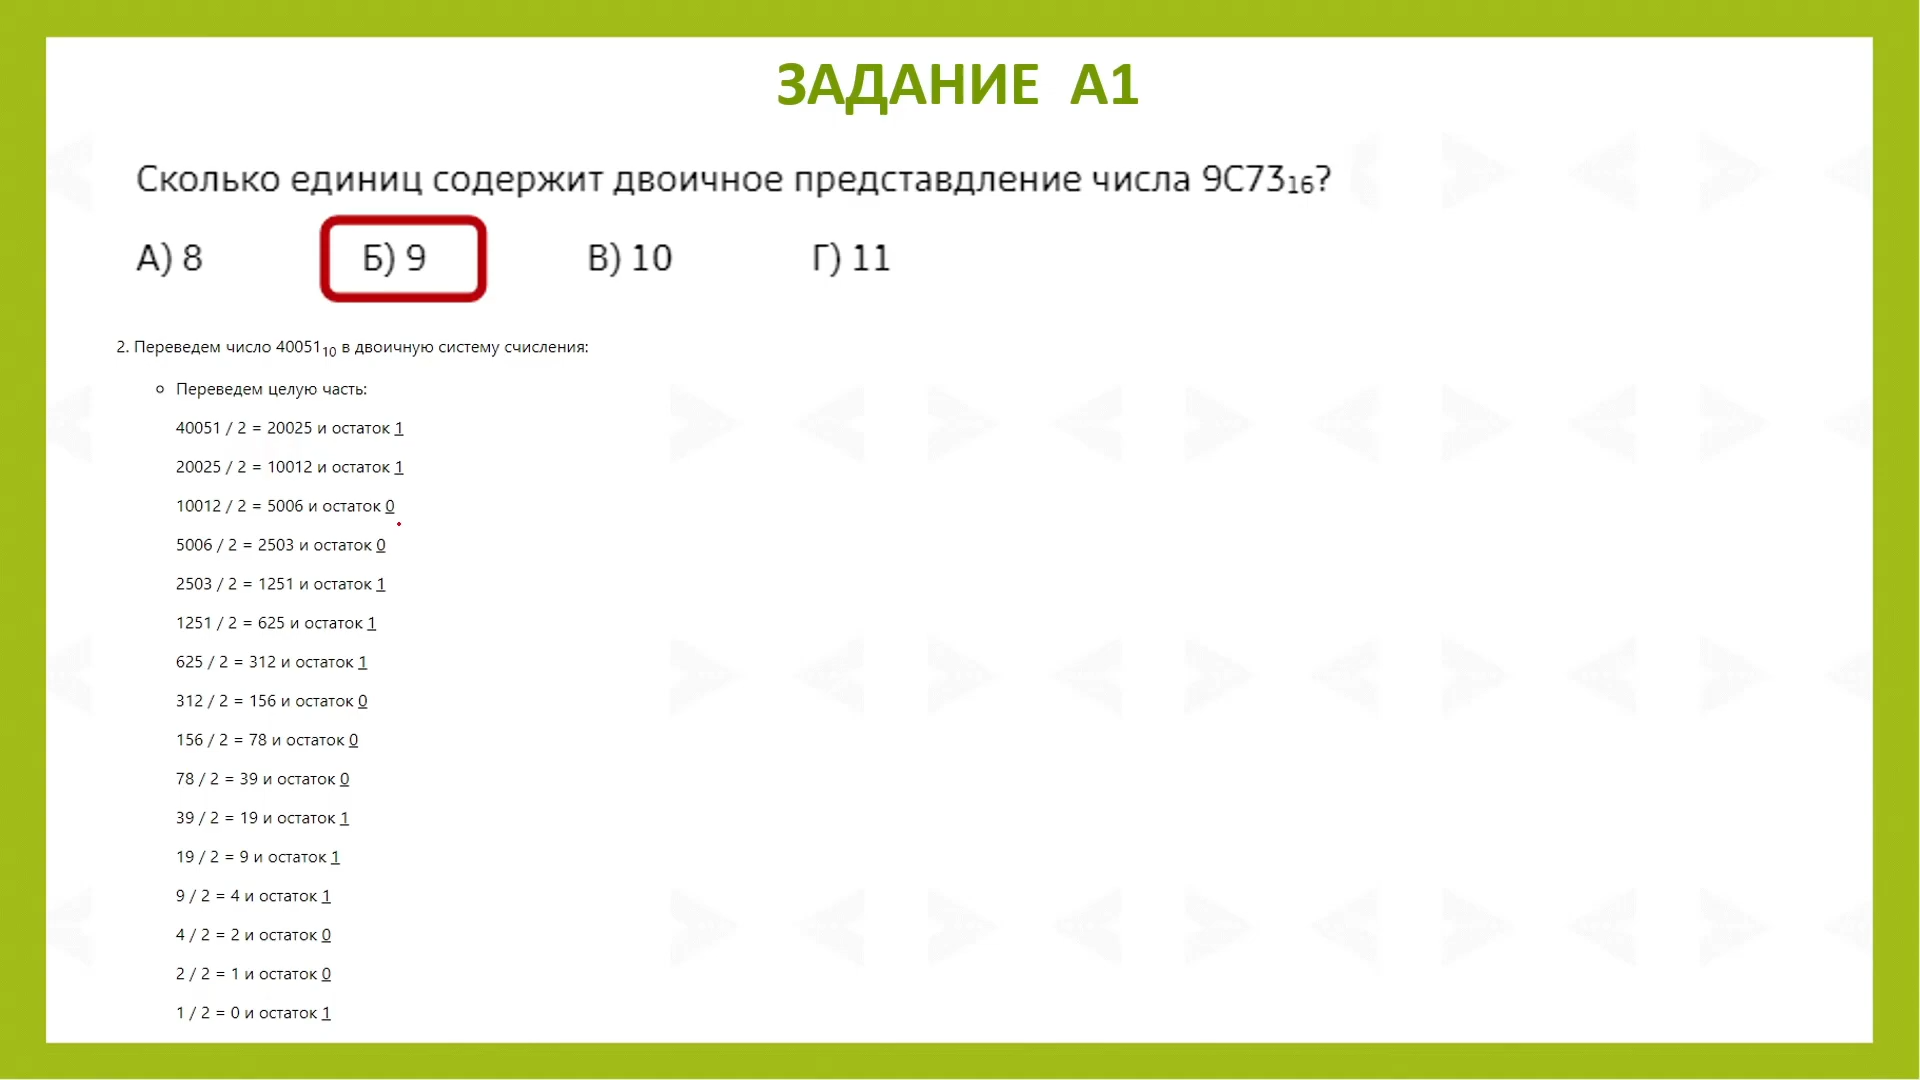 ЗАДАНИЕ А1
Сколько единиц содержит двоичное представдление числа 9С73₁₆?
А) 8 Б) 9 В) 10 Г) 11
2. Переведем число 40051₁₀ в двоичную систему счисления:
Переведем целую часть:
40051 / 2 = 20025 и остаток 1
20025 / 2 = 10012 и остаток 1
10012 / 2 = 5006 и остаток 0
5006 / 2 = 2503 и остаток 0
2503 / 2 = 1251 и остаток 1
1251 / 2 = 625 и остаток 1
625 / 2 = 312 и остаток 1
312 / 2 = 156 и остаток 0
156 / 2 = 78 и остаток 0
78 / 2 = 39 и остаток 0
39 / 2 = 19 и остаток 1
19 / 2 = 9 и остаток 1
9 / 2 = 4 и остаток 1
4 / 2 = 2 и остаток 0
2 / 2 = 1 и остаток 0
1 / 2 = 0 и остаток 1